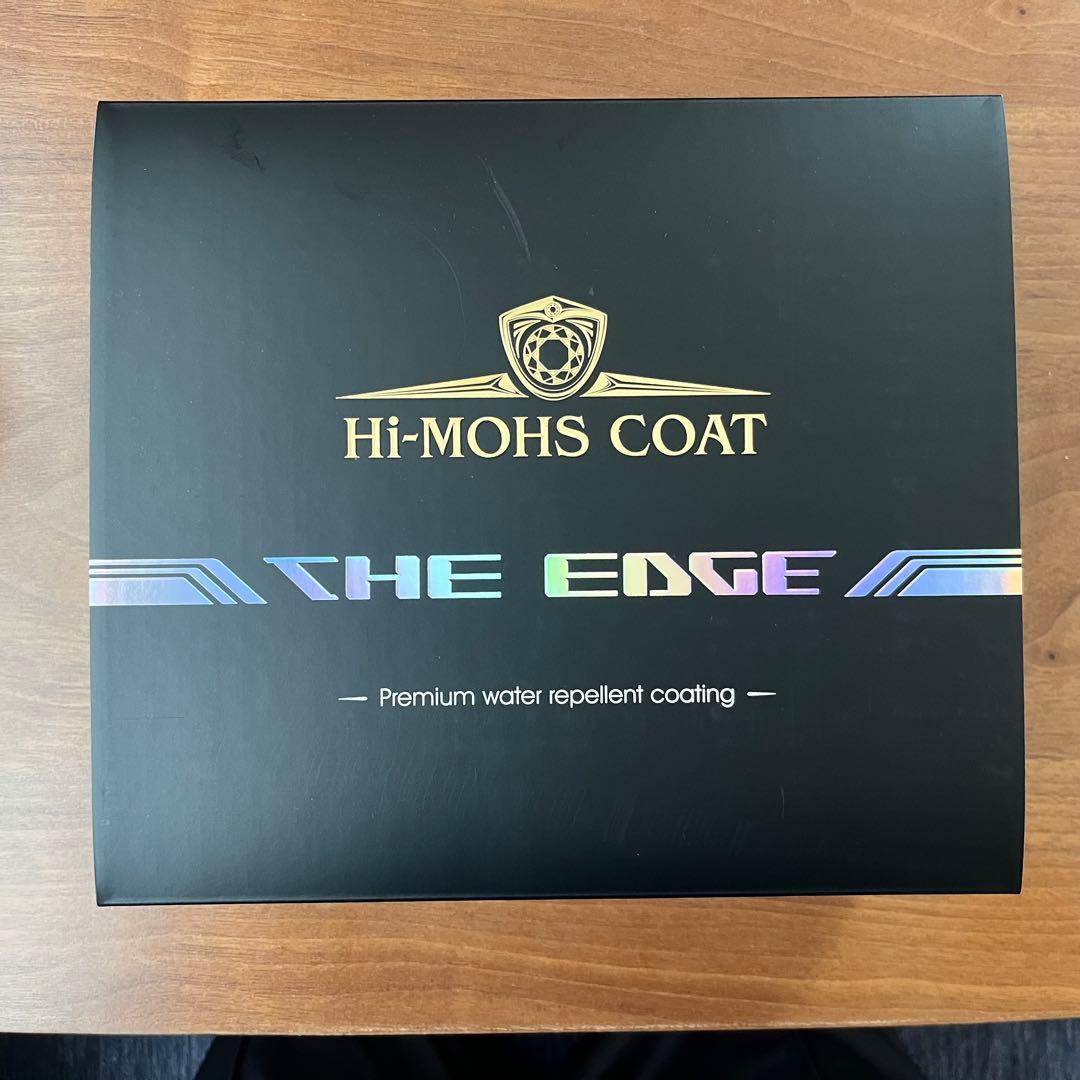 Hi-MOHS COAT
THE EDGE
Premium water repellent coating